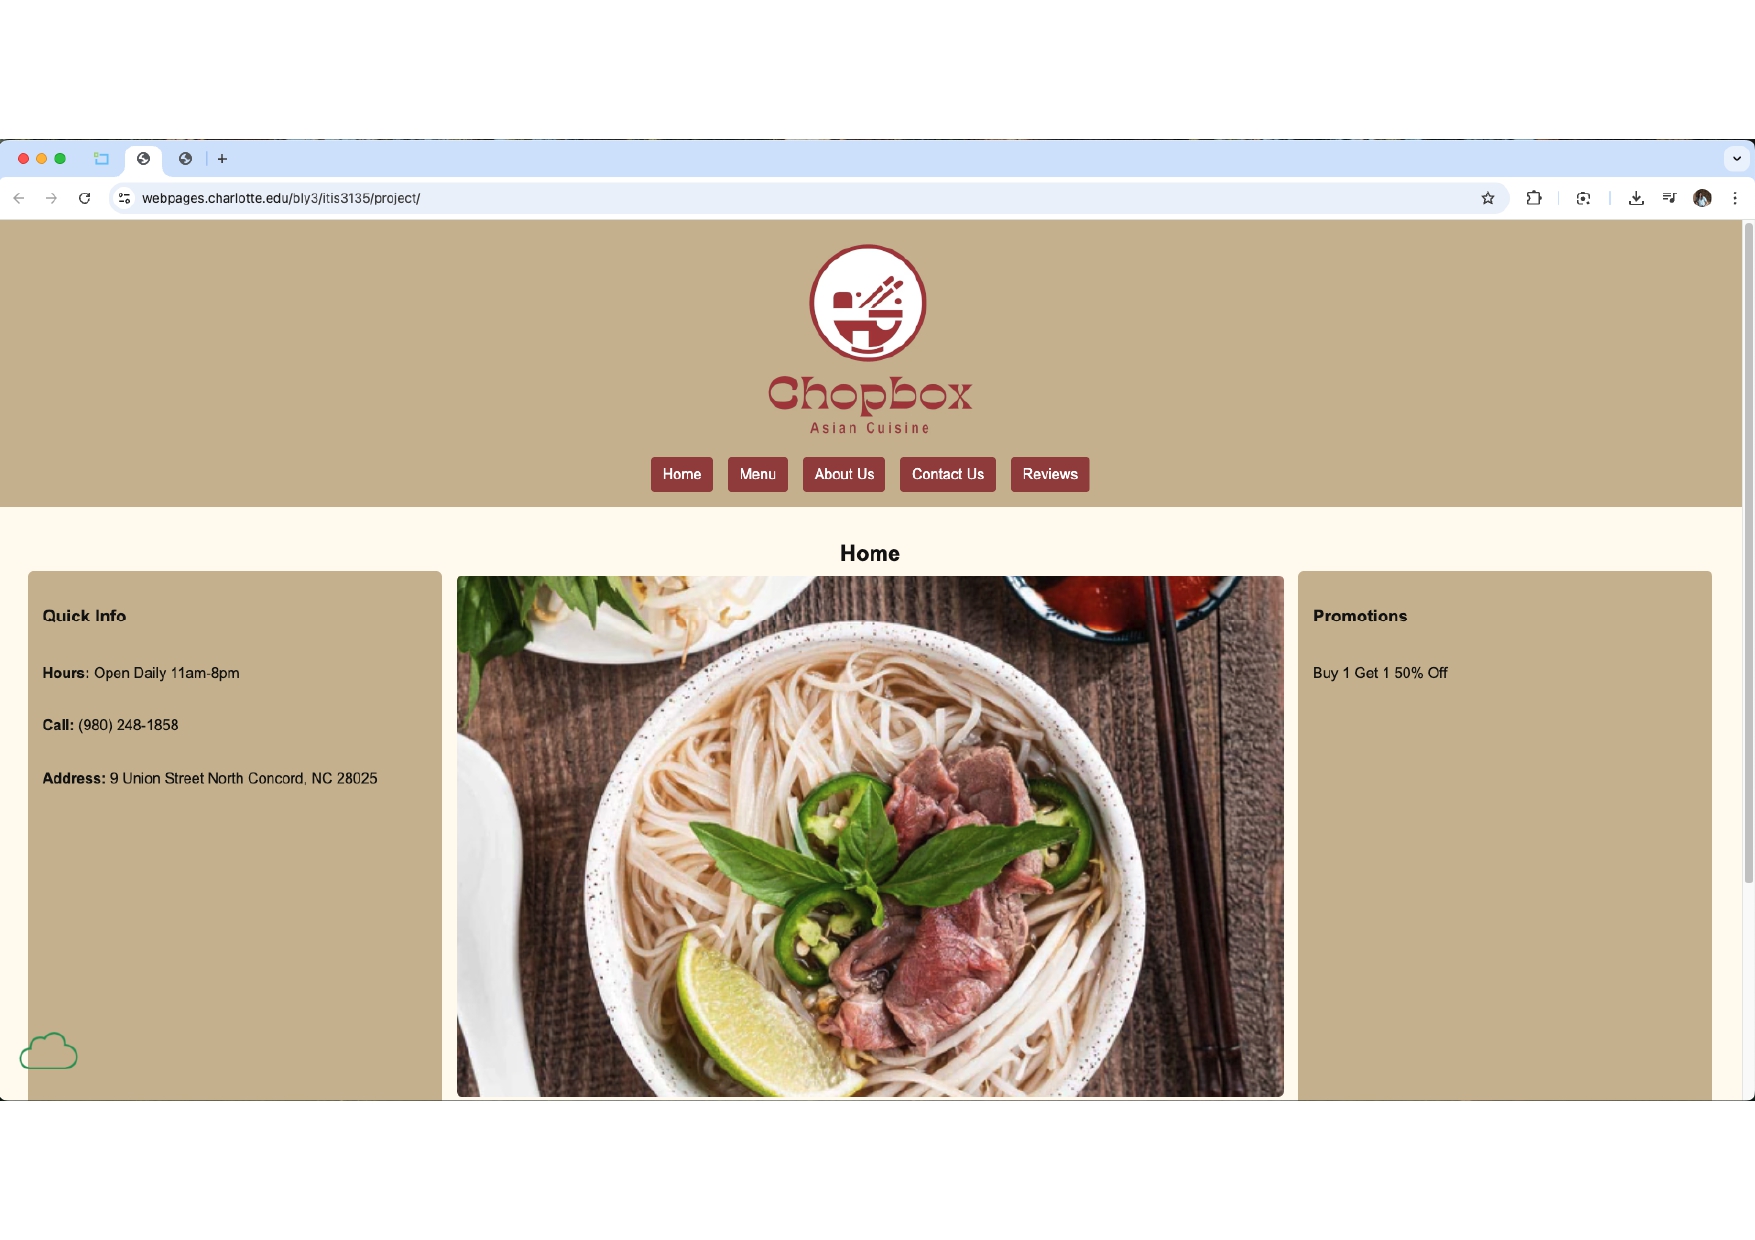 webpages.charlotte.edu/bly3/itis3135/project/
Chopbox
Asian Cuisine
Home Menu About Us Contact Us Reviews
Home
Quick Info
Hours: Open Daily 11am-8pm
Call: (980) 248-1858
Address: 9 Union Street North Concord, NC 28025
Promotions
Buy 1 Get 1 50% Off